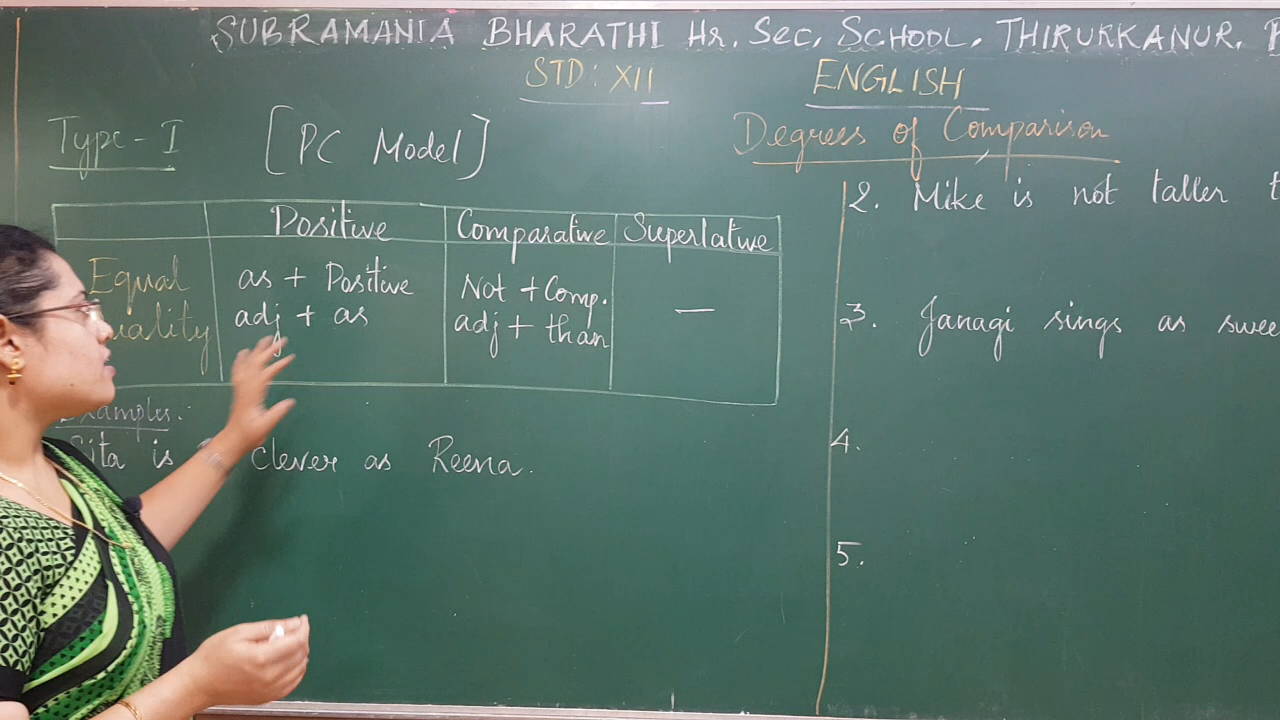 SUBRAMANIA BHARATHI Hr. Sec. SCHOOL, THIRUKKANUR,
STD: XII ENGLISH
Type - I [PC Model] Degrees of Comparison
Positive Comparative Superlative
Equal as + Positive Not + Comp. —
adj + as adj + than
Examples:
is clever as Reena.
2. Mike is not taller
3. Janagi sings as
4.
5.